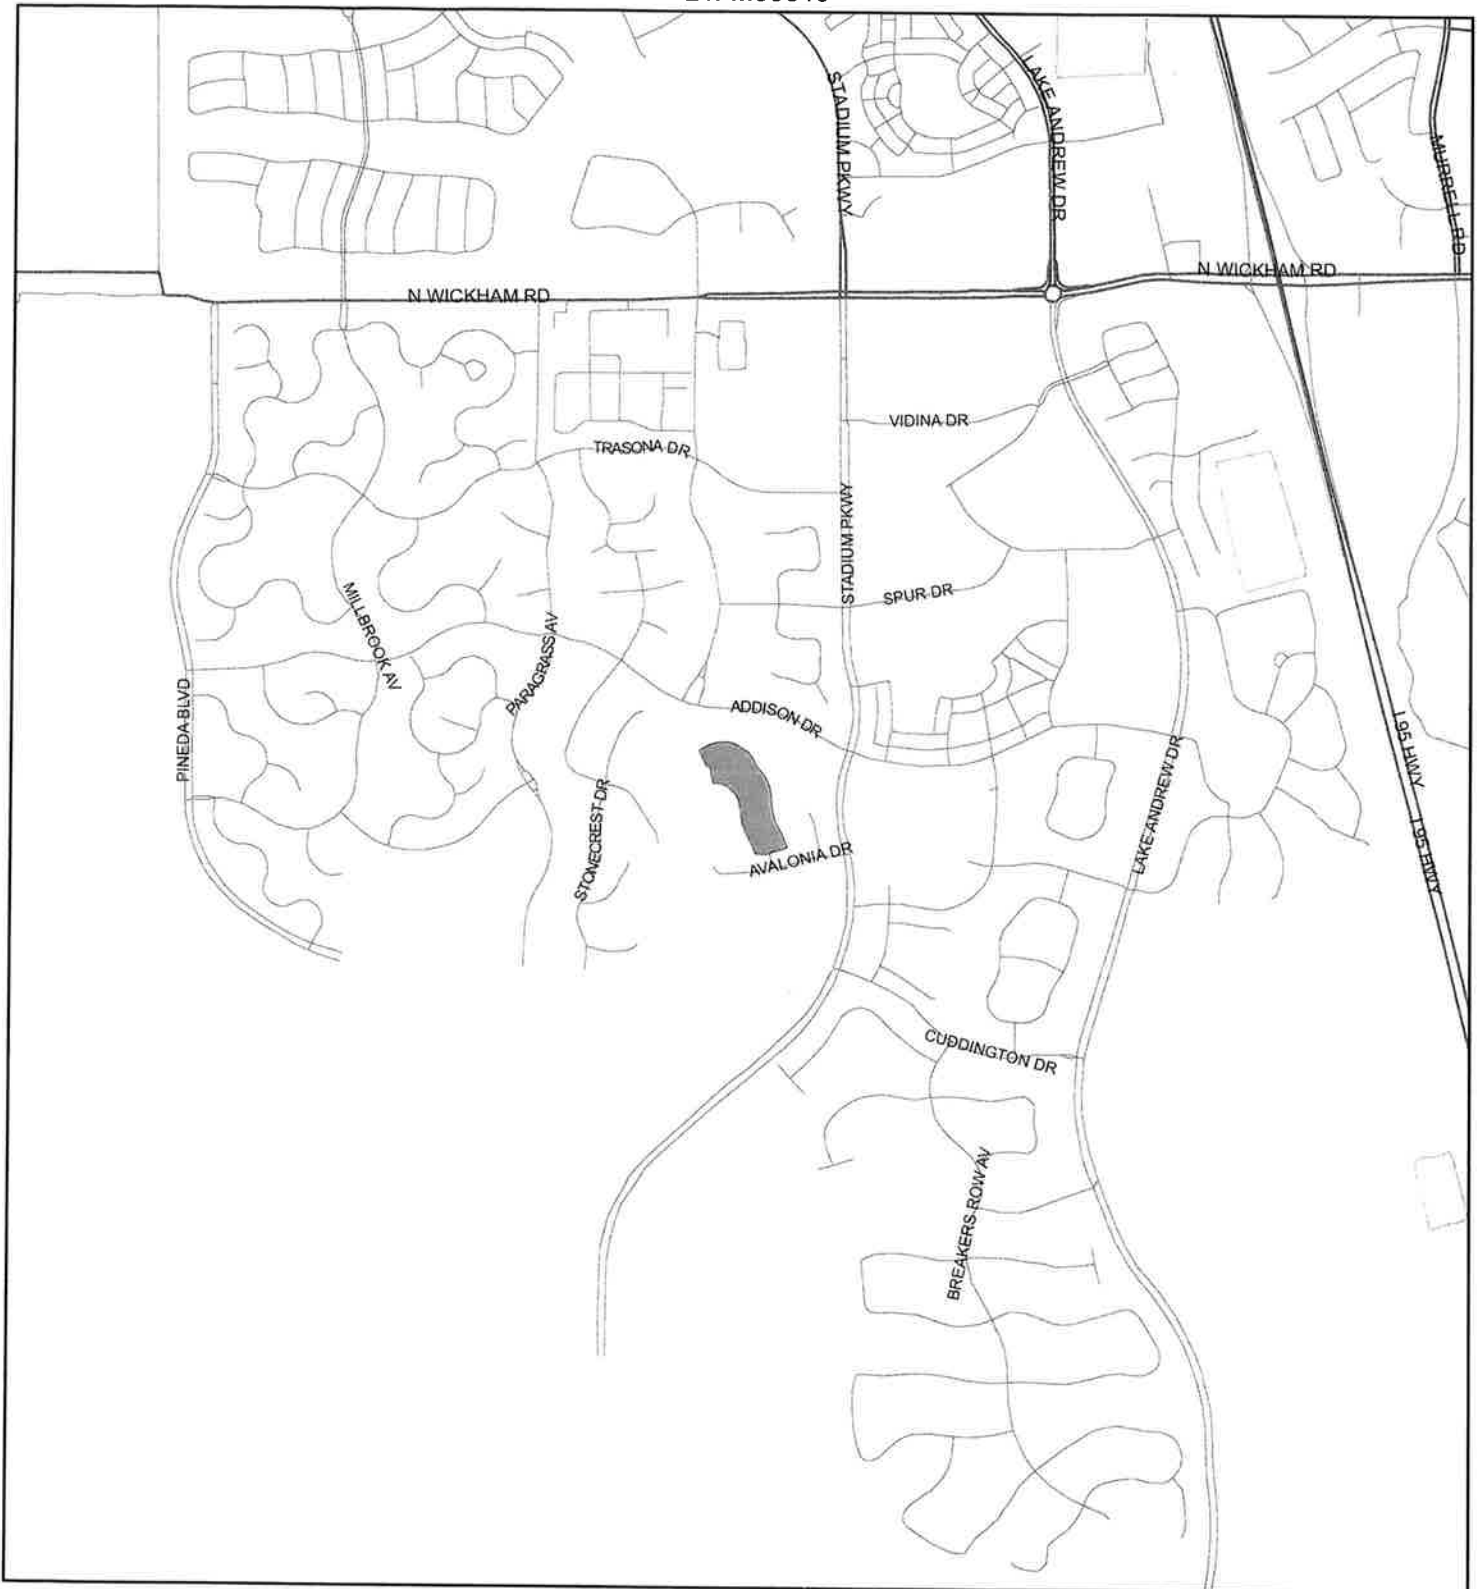 STADIUM PKWY
LAKE ANDREW DR
MURRELL RD
N WICKHAM RD
N WICKHAM RD
VIDINA DR
TRASONA DR
STADIUM PKWY
SPUR DR
MILLBROOK AV
PARAGRASS AV
PINEDA BLVD
ADDISON DR
I 95 HWY
LAKE ANDREW DR
STONECREST DR
AVALONIA DR
I 95 HWY
CUDDINGTON DR
BREAKERS ROW AV